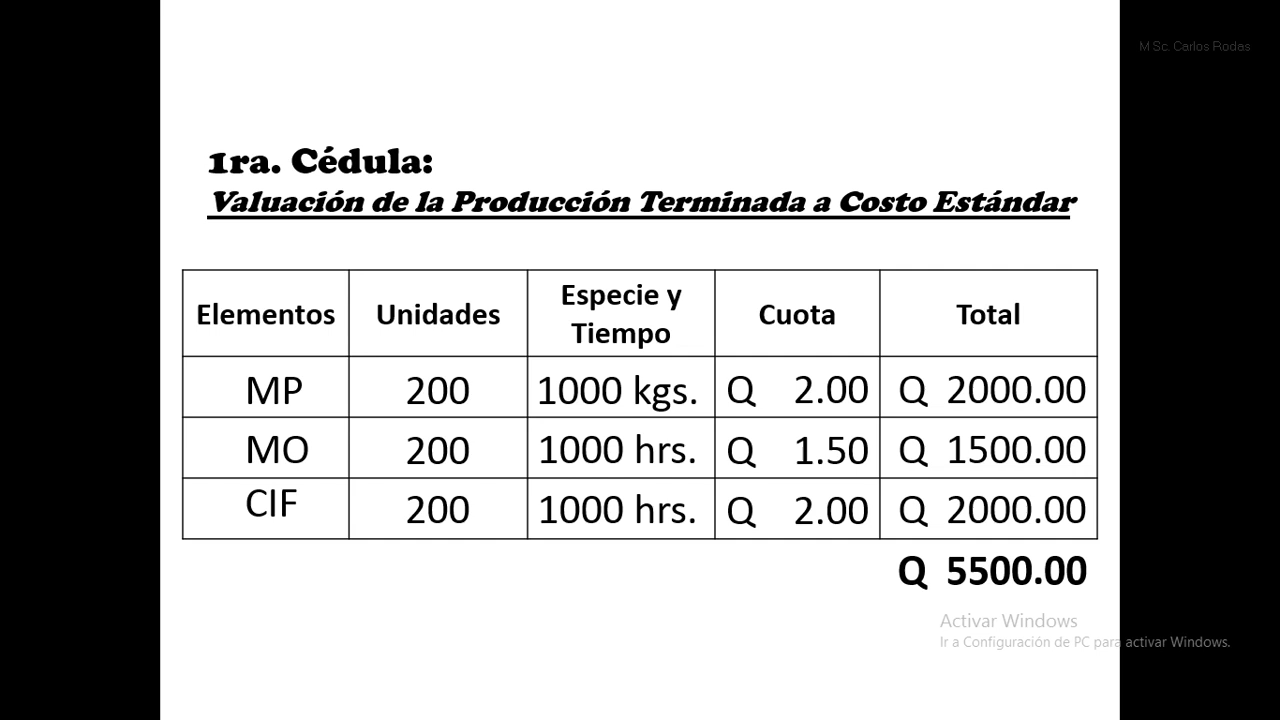 M Sc. Carlos Rodas
1ra. Cédula:
Valuación de la Producción Terminada a Costo Estándar
Elementos Unidades Especie y Tiempo Cuota Total
MP 200 1000 kgs. Q 2.00 Q 2000.00
MO 200 1000 hrs. Q 1.50 Q 1500.00
CIF 200 1000 hrs. Q 2.00 Q 2000.00
Q 5500.00
Activar Windows
Ir a Configuración de PC para activar Windows.